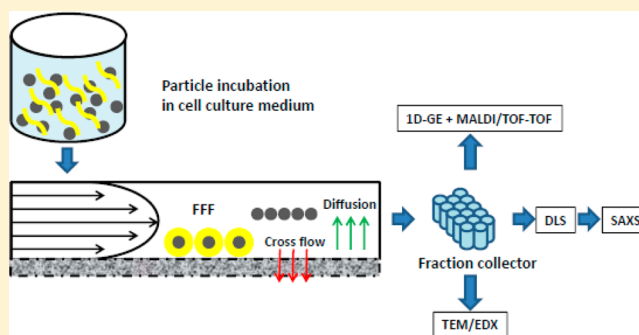 Particle incubation
in cell culture medium
1D-GE + MALDI/TOF-TOF
FFF
Diffusion
Cross flow
DLS
SAXS
Fraction collector
TEM/EDX